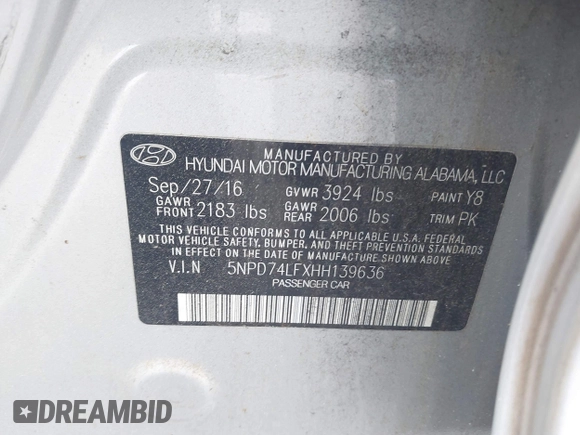 MANUFACTURED BY
HYUNDAI MOTOR MANUFACTURING ALABAMA, LLC
Sep/27/16 GVWR 3924 lbs PAINT Y8
GAWR FRONT 2183 lbs GAWR REAR 2006 lbs TRIM PK
THIS VEHICLE CONFORMS TO ALL APPLICABLE U.S.A. FEDERAL
MOTOR VEHICLE SAFETY, BUMPER, AND THEFT PREVENTION STANDARDS
IN EFFECT ON THE DATE OF MANUFACTURE SHOWN ABOVE.
V.I.N 5NPD74LFXHH139636
PASSENGER CAR
DREAMBID